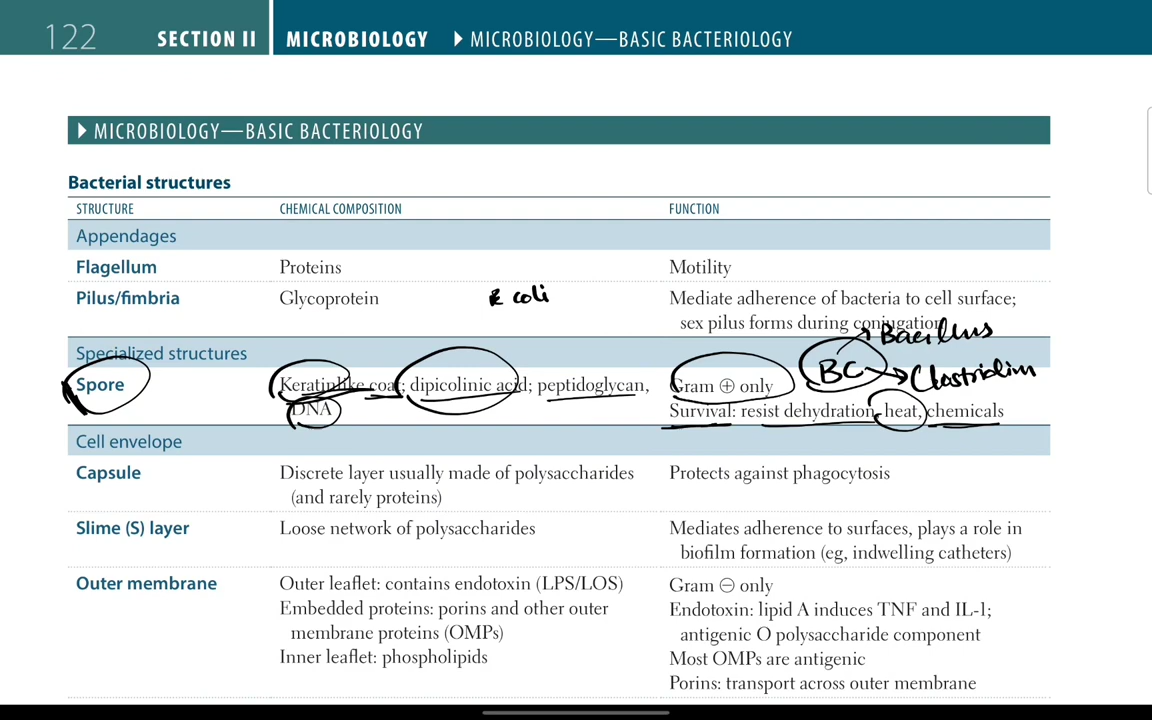 122 SECTION II MICROBIOLOGY ▶ MICROBIOLOGY—BASIC BACTERIOLOGY
▶ MICROBIOLOGY—BASIC BACTERIOLOGY
Bacterial structures
STRUCTURE CHEMICAL COMPOSITION FUNCTION
Appendages
Flagellum Proteins Motility
Pilus/fimbria Glycoprotein E coli Mediate adherence of bacteria to cell surface;
sex pilus forms during conjugation
Bacillus
Specialized structures
BC Clostridium
Spore Keratinlike coat; dipicolinic acid; peptidoglycan, Gram ⊕ only
DNA Survival: resist dehydration, heat, chemicals
Cell envelope
Capsule Discrete layer usually made of polysaccharides Protects against phagocytosis
(and rarely proteins)
Slime (S) layer Loose network of polysaccharides Mediates adherence to surfaces, plays a role in
biofilm formation (eg, indwelling catheters)
Outer membrane Outer leaflet: contains endotoxin (LPS/LOS) Gram ⊖ only
Embedded proteins: porins and other outer Endotoxin: lipid A induces TNF and IL-1;
membrane proteins (OMPs) antigenic O polysaccharide component
Inner leaflet: phospholipids Most OMPs are antigenic
Porins: transport across outer membrane